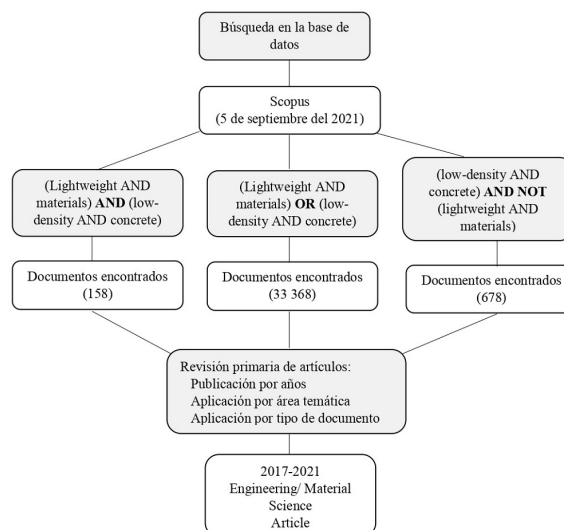 Búsqueda en la base de
datos
Scopus
(5 de septiembre del 2021)
(Lightweight AND
materials) AND (low-
density AND concrete)
(Lightweight AND
materials) OR (low-
density AND concrete)
(low-density AND
concrete) AND NOT
(lightweight AND
materials)
Documentos encontrados
(158)
Documentos encontrados
(33 368)
Documentos encontrados
(678)
Revisión primaria de artículos:
Publicación por años
Aplicación por área temática
Aplicación por tipo de documento
2017-2021
Engineering/ Material
Science
Article